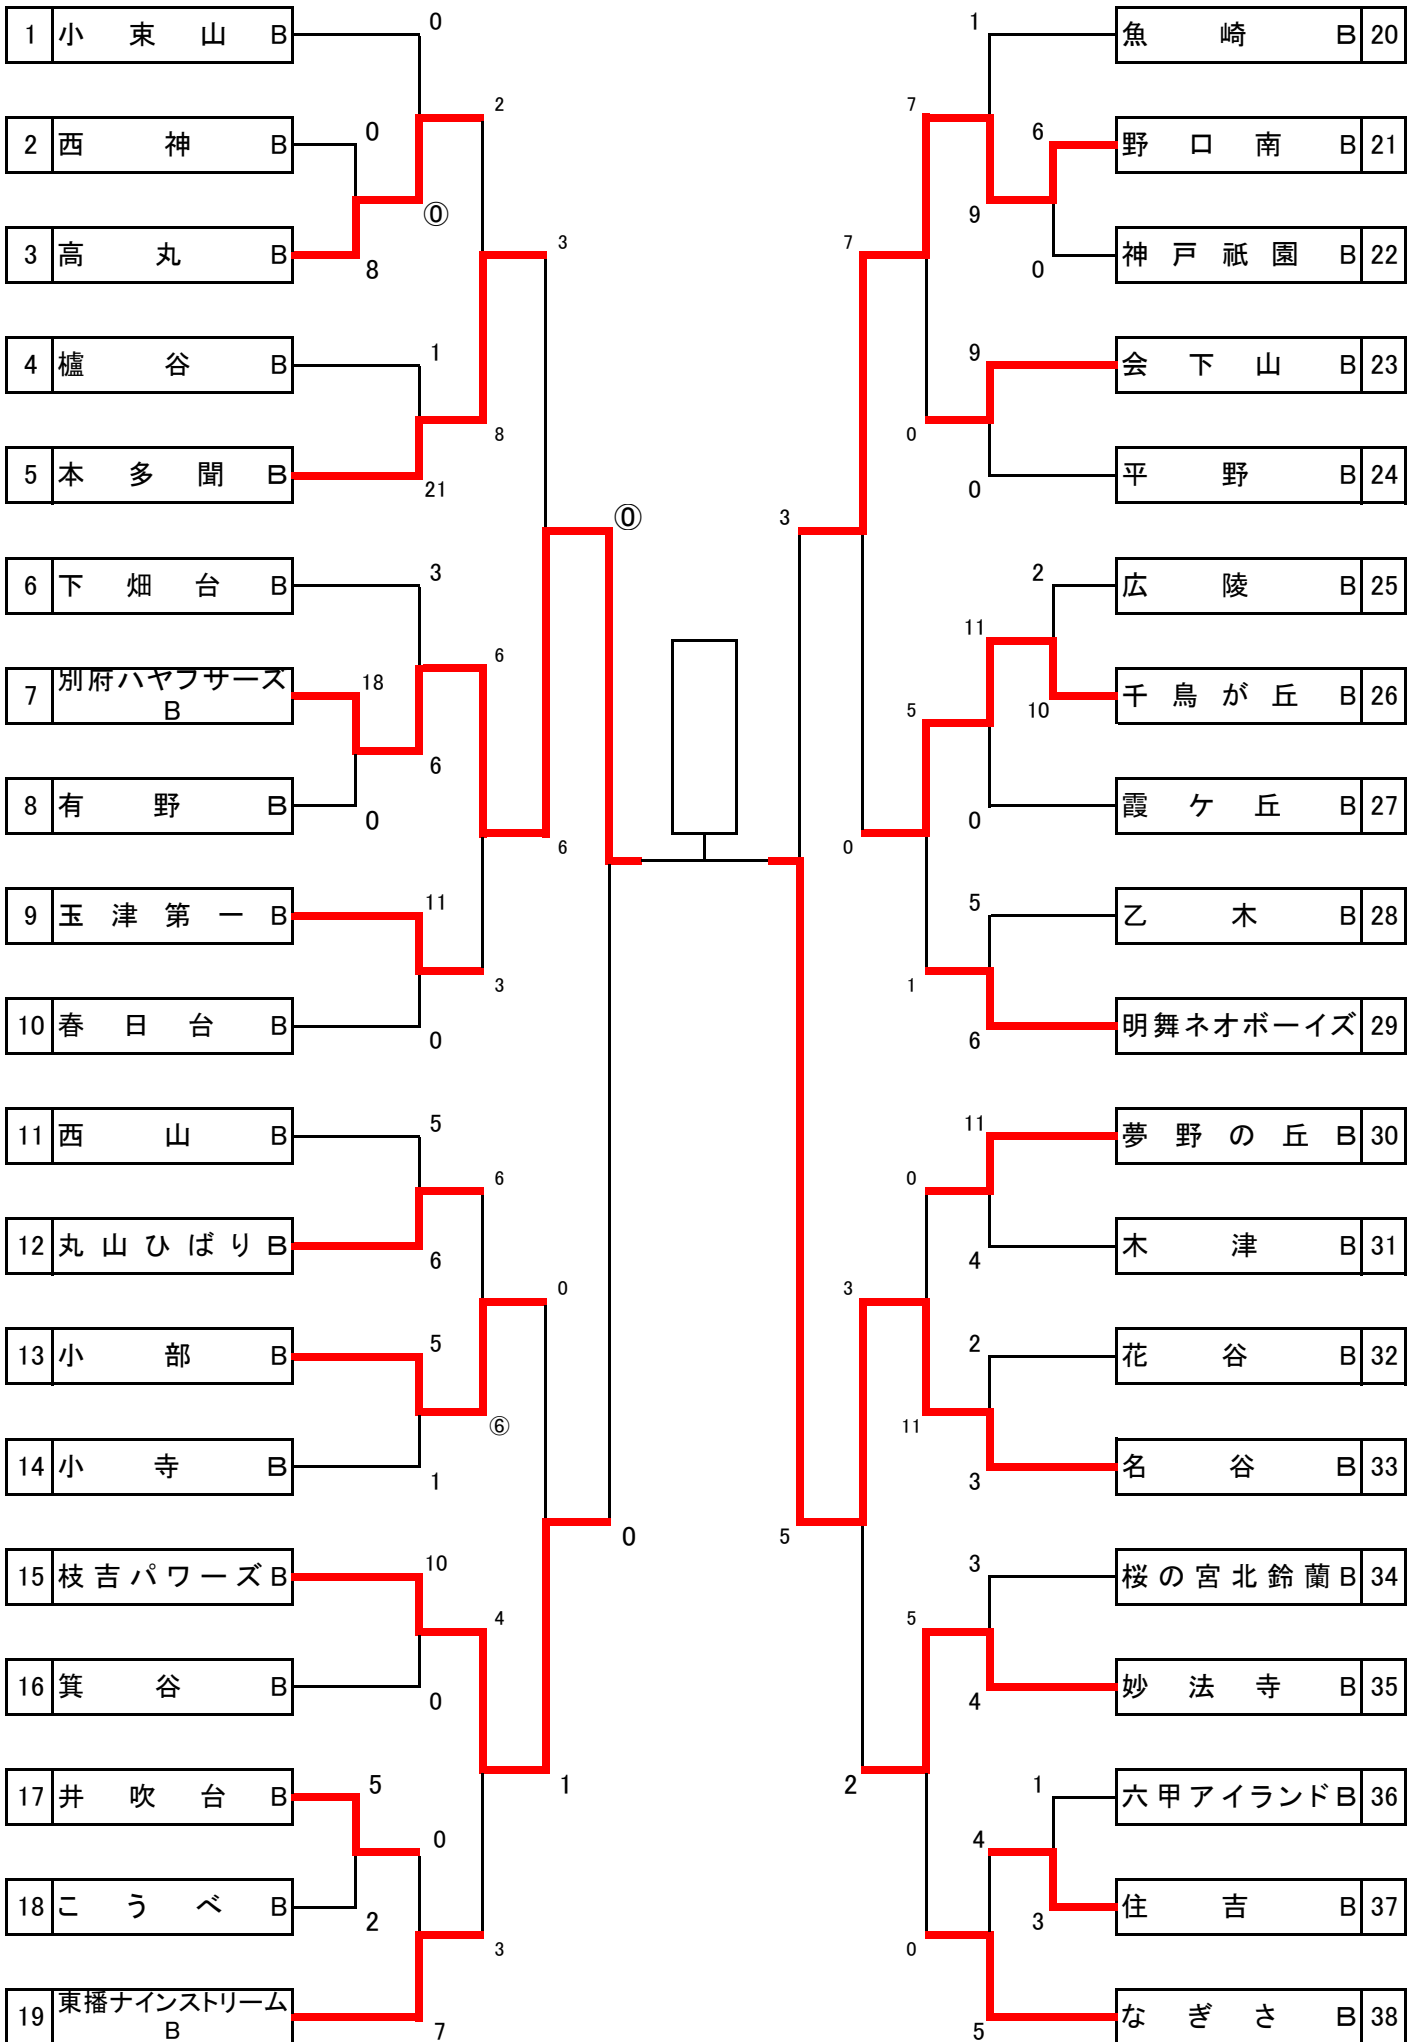 1 小東山 B
0
2 西神 B
0
2
3 高丸 B
8
⓪
3
4 櫨谷 B
1
8
5 本多聞 B
21
⓪
6 下畑台 B
3
6
7 別府ハヤブサーズ
B
18
6
8 有野 B
0
6
9 玉津第一 B
11
3
10 春日台 B
0
11 西山 B
5
6
12 丸山ひばり B
6
0
13 小部 B
5
⑥
14 小寺 B
1
0
15 枝吉パワーズ B
10
4
16 箕谷 B
0
1
17 井吹台 B
5
0
18 こうべ B
2
3
19 東播ナインストリーム
B
7
1
魚崎 B 20
7
6
野口南 B 21
9
7
0
神戸祇園 B 22
9
会下山 B 23
0
0
平野 B 24
3
2
広陵 B 25
11
10
千鳥が丘 B 26
5
0
霞ケ丘 B 27
0
5
乙木 B 28
1
6
明舞ネオボーイズ 29
11
夢野の丘 B 30
0
4
木津 B 31
3
2
花谷 B 32
11
3
名谷 B 33
5
3
桜の宮北鈴蘭 B 34
5
4
妙法寺 B 35
2
1
六甲アイランド B 36
4
3
住吉 B 37
0
5
なぎさ B 38